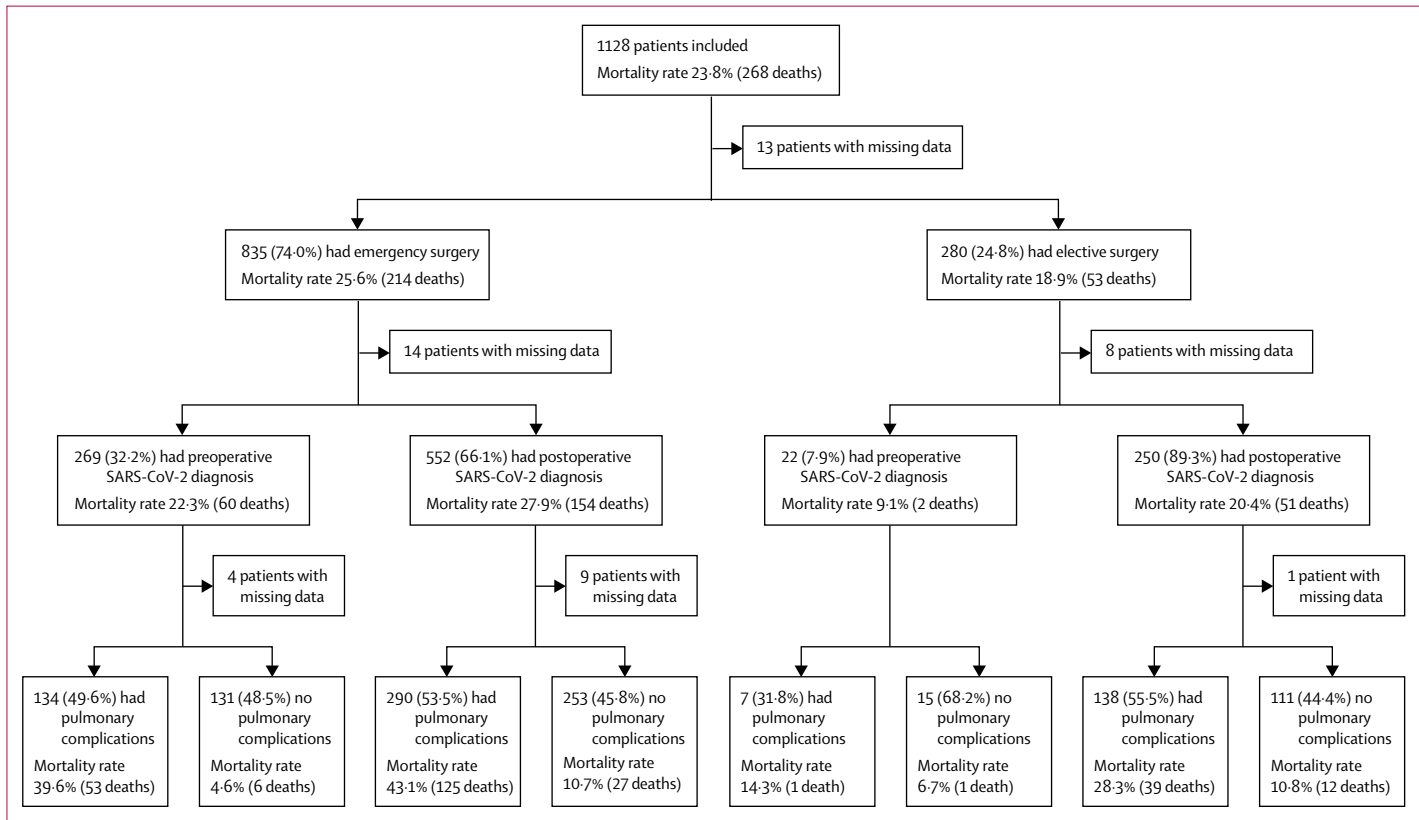 1128 patients included
Mortality rate 23·8% (268 deaths)
13 patients with missing data
835 (74·0%) had emergency surgery
Mortality rate 25·6% (214 deaths)
280 (24·8%) had elective surgery
Mortality rate 18·9% (53 deaths)
14 patients with missing data
8 patients with missing data
269 (32·2%) had preoperative
SARS-CoV-2 diagnosis
Mortality rate 22·3% (60 deaths)
552 (66·1%) had postoperative
SARS-CoV-2 diagnosis
Mortality rate 27·9% (154 deaths)
22 (7·9%) had preoperative
SARS-CoV-2 diagnosis
Mortality rate 9·1% (2 deaths)
250 (89·3%) had postoperative
SARS-CoV-2 diagnosis
Mortality rate 20·4% (51 deaths)
4 patients with
missing data
9 patients with
missing data
1 patient with
missing data
134 (49·6%) had
pulmonary
complications
Mortality rate
39·6% (53 deaths)
131 (48·5%) no
pulmonary
complications
Mortality rate
4·6% (6 deaths)
290 (53·5%) had
pulmonary
complications
Mortality rate
43·1% (125 deaths)
253 (45·8%) no
pulmonary
complications
Mortality rate
10·7% (27 deaths)
7 (31·8%) had
pulmonary
complications
Mortality rate
14·3% (1 death)
15 (68·2%) no
pulmonary
complications
Mortality rate
6·7% (1 death)
138 (55·5%) had
pulmonary
complications
Mortality rate
28·3% (39 deaths)
111 (44·4%) no
pulmonary
complications
Mortality rate
10·8% (12 deaths)